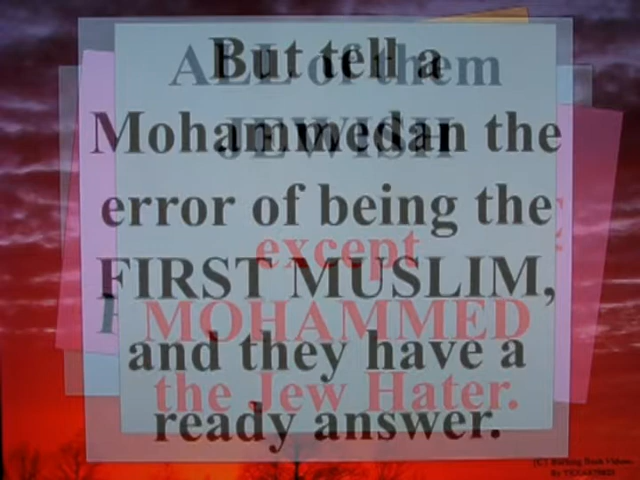 But tell a
Mohammedan the
error of being the
FIRST MUSLIM,
and they have a
ready answer.
ALL of them
JEWISH
except
MOHAMMED
the Jew Hater.